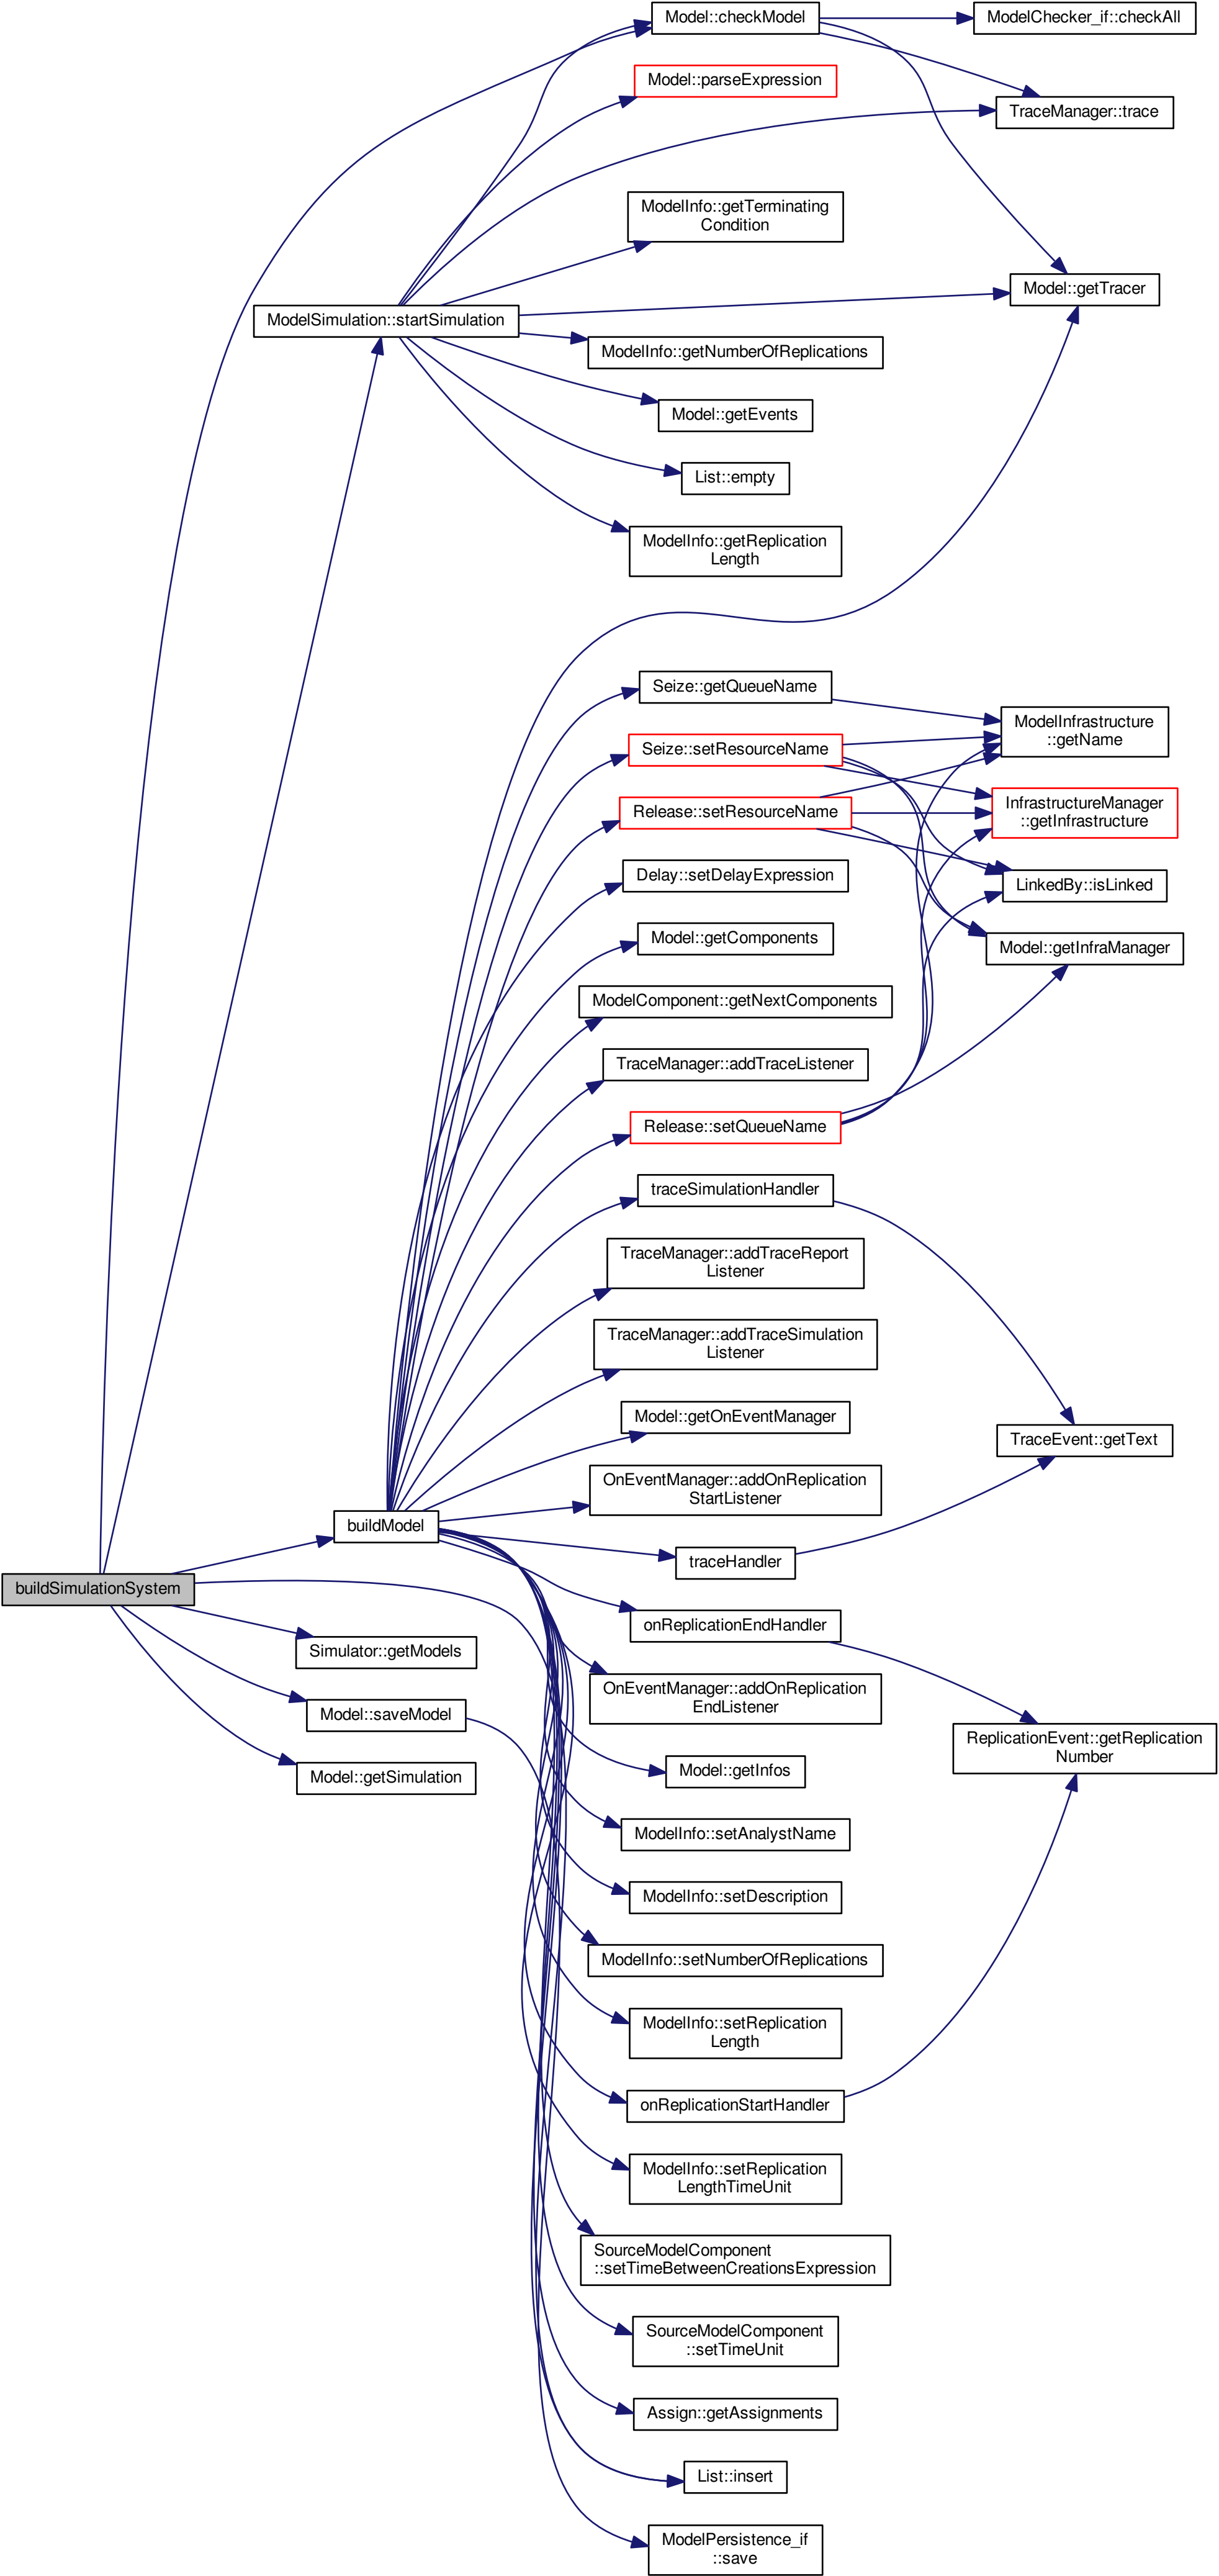 Model::checkModel
ModelChecker_if::checkAll
Model::parseExpression
TraceManager::trace
ModelInfo::getTerminating
Condition
Model::getTracer
ModelSimulation::startSimulation
ModelInfo::getNumberOfReplications
Model::getEvents
List::empty
ModelInfo::getReplication
Length
Seize::getQueueName
ModelInfrastructure
::getName
Seize::setResourceName
InfrastructureManager
::getInfrastructure
Release::setResourceName
Delay::setDelayExpression
LinkedBy::isLinked
Model::getComponents
Model::getInfraManager
ModelComponent::getNextComponents
TraceManager::addTraceListener
Release::setQueueName
traceSimulationHandler
TraceManager::addTraceReport
Listener
TraceManager::addTraceSimulation
Listener
Model::getOnEventManager
TraceEvent::getText
OnEventManager::addOnReplication
StartListener
buildModel
traceHandler
buildSimulationSystem
onReplicationEndHandler
Simulator::getModels
OnEventManager::addOnReplication
EndListener
Model::saveModel
ReplicationEvent::getReplication
Number
Model::getInfos
Model::getSimulation
ModelInfo::setAnalystName
ModelInfo::setDescription
ModelInfo::setNumberOfReplications
ModelInfo::setReplication
Length
onReplicationStartHandler
ModelInfo::setReplication
LengthTimeUnit
SourceModelComponent
::setTimeBetweenCreationsExpression
SourceModelComponent
::setTimeUnit
Assign::getAssignments
List::insert
ModelPersistence_if
::save